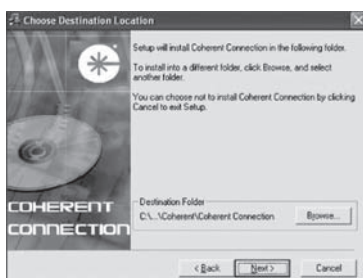 Choose Destination Location
Setup will install Coherent Connection in the following folder.
To install into a different folder, click Browse, and select
another folder.
You can choose not to install Coherent Connection by clicking
Cancel to exit Setup.
COHERENT
CONNECTION
Destination Folder
C:\...\Coherent\Coherent Connection
Browse...
< Back
Next >
Cancel